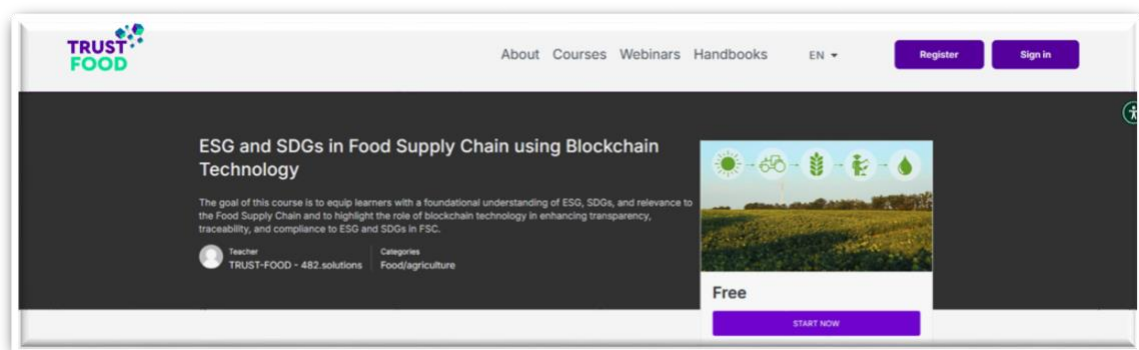 TRUST
FOOD
About Courses Webinars Handbooks EN Register Sign in
ESG and SDGs in Food Supply Chain using Blockchain
Technology
The goal of this course is to equip learners with a foundational understanding of ESG, SDGs, and relevance to
the Food Supply Chain and to highlight the role of blockchain technology in enhancing transparency,
traceability, and compliance to ESG and SDGs in FSC.
Teacher
TRUST-FOOD - 482.solutions
Categories
Food/agriculture
Free
START NOW